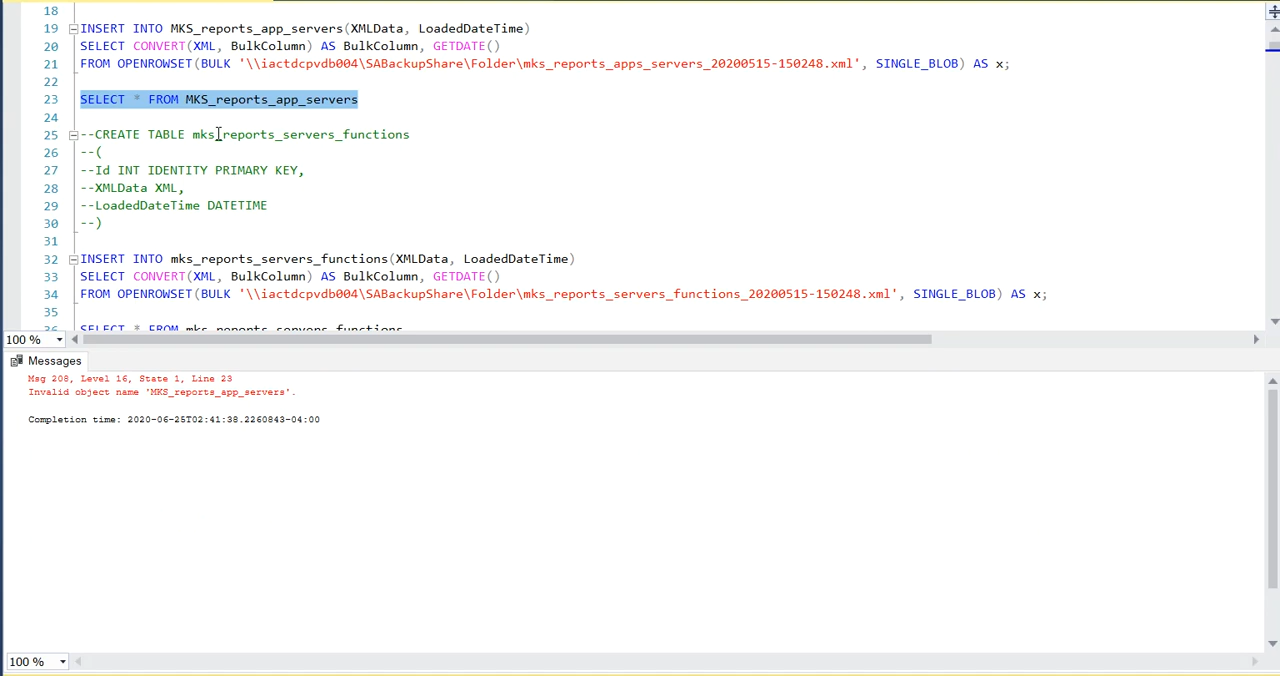 18
19 INSERT INTO MKS_reports_app_servers(XMLData, LoadedDateTime)
20 SELECT CONVERT(XML, BulkColumn) AS BulkColumn, GETDATE()
21 FROM OPENROWSET(BULK '\\iactdcpvdb004\SABackupShare\Folder\mks_reports_apps_servers_20200515-150248.xml', SINGLE_BLOB) AS x;
22
23 SELECT * FROM MKS_reports_app_servers
24
25 --CREATE TABLE mks_reports_servers_functions
26 --(
27 --Id INT IDENTITY PRIMARY KEY,
28 --XMLData XML,
29 --LoadedDateTime DATETIME
30 --)
31
32 INSERT INTO mks_reports_servers_functions(XMLData, LoadedDateTime)
33 SELECT CONVERT(XML, BulkColumn) AS BulkColumn, GETDATE()
34 FROM OPENROWSET(BULK '\\iactdcpvdb004\SABackupShare\Folder\mks_reports_servers_functions_20200515-150248.xml', SINGLE_BLOB) AS x;
35
36 SELECT * FROM mks_reports_servers_functions
100 %
Messages
Msg 208, Level 16, State 1, Line 23
Invalid object name 'MKS_reports_app_servers'.
Completion time: 2020-06-25T02:41:38.2260843-04:00
100 %